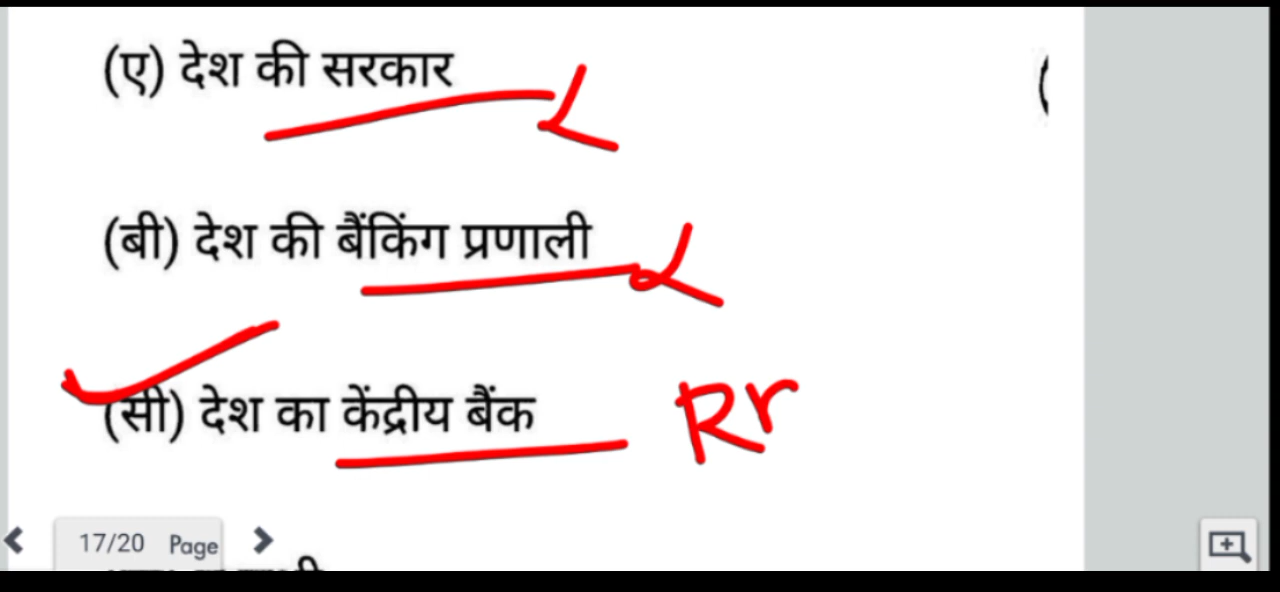 (ए) देश की सरकार
(
(बी) देश की बैंकिंग प्रणाली
(सी) देश का केंद्रीय बैंक Rr
17/20 Page